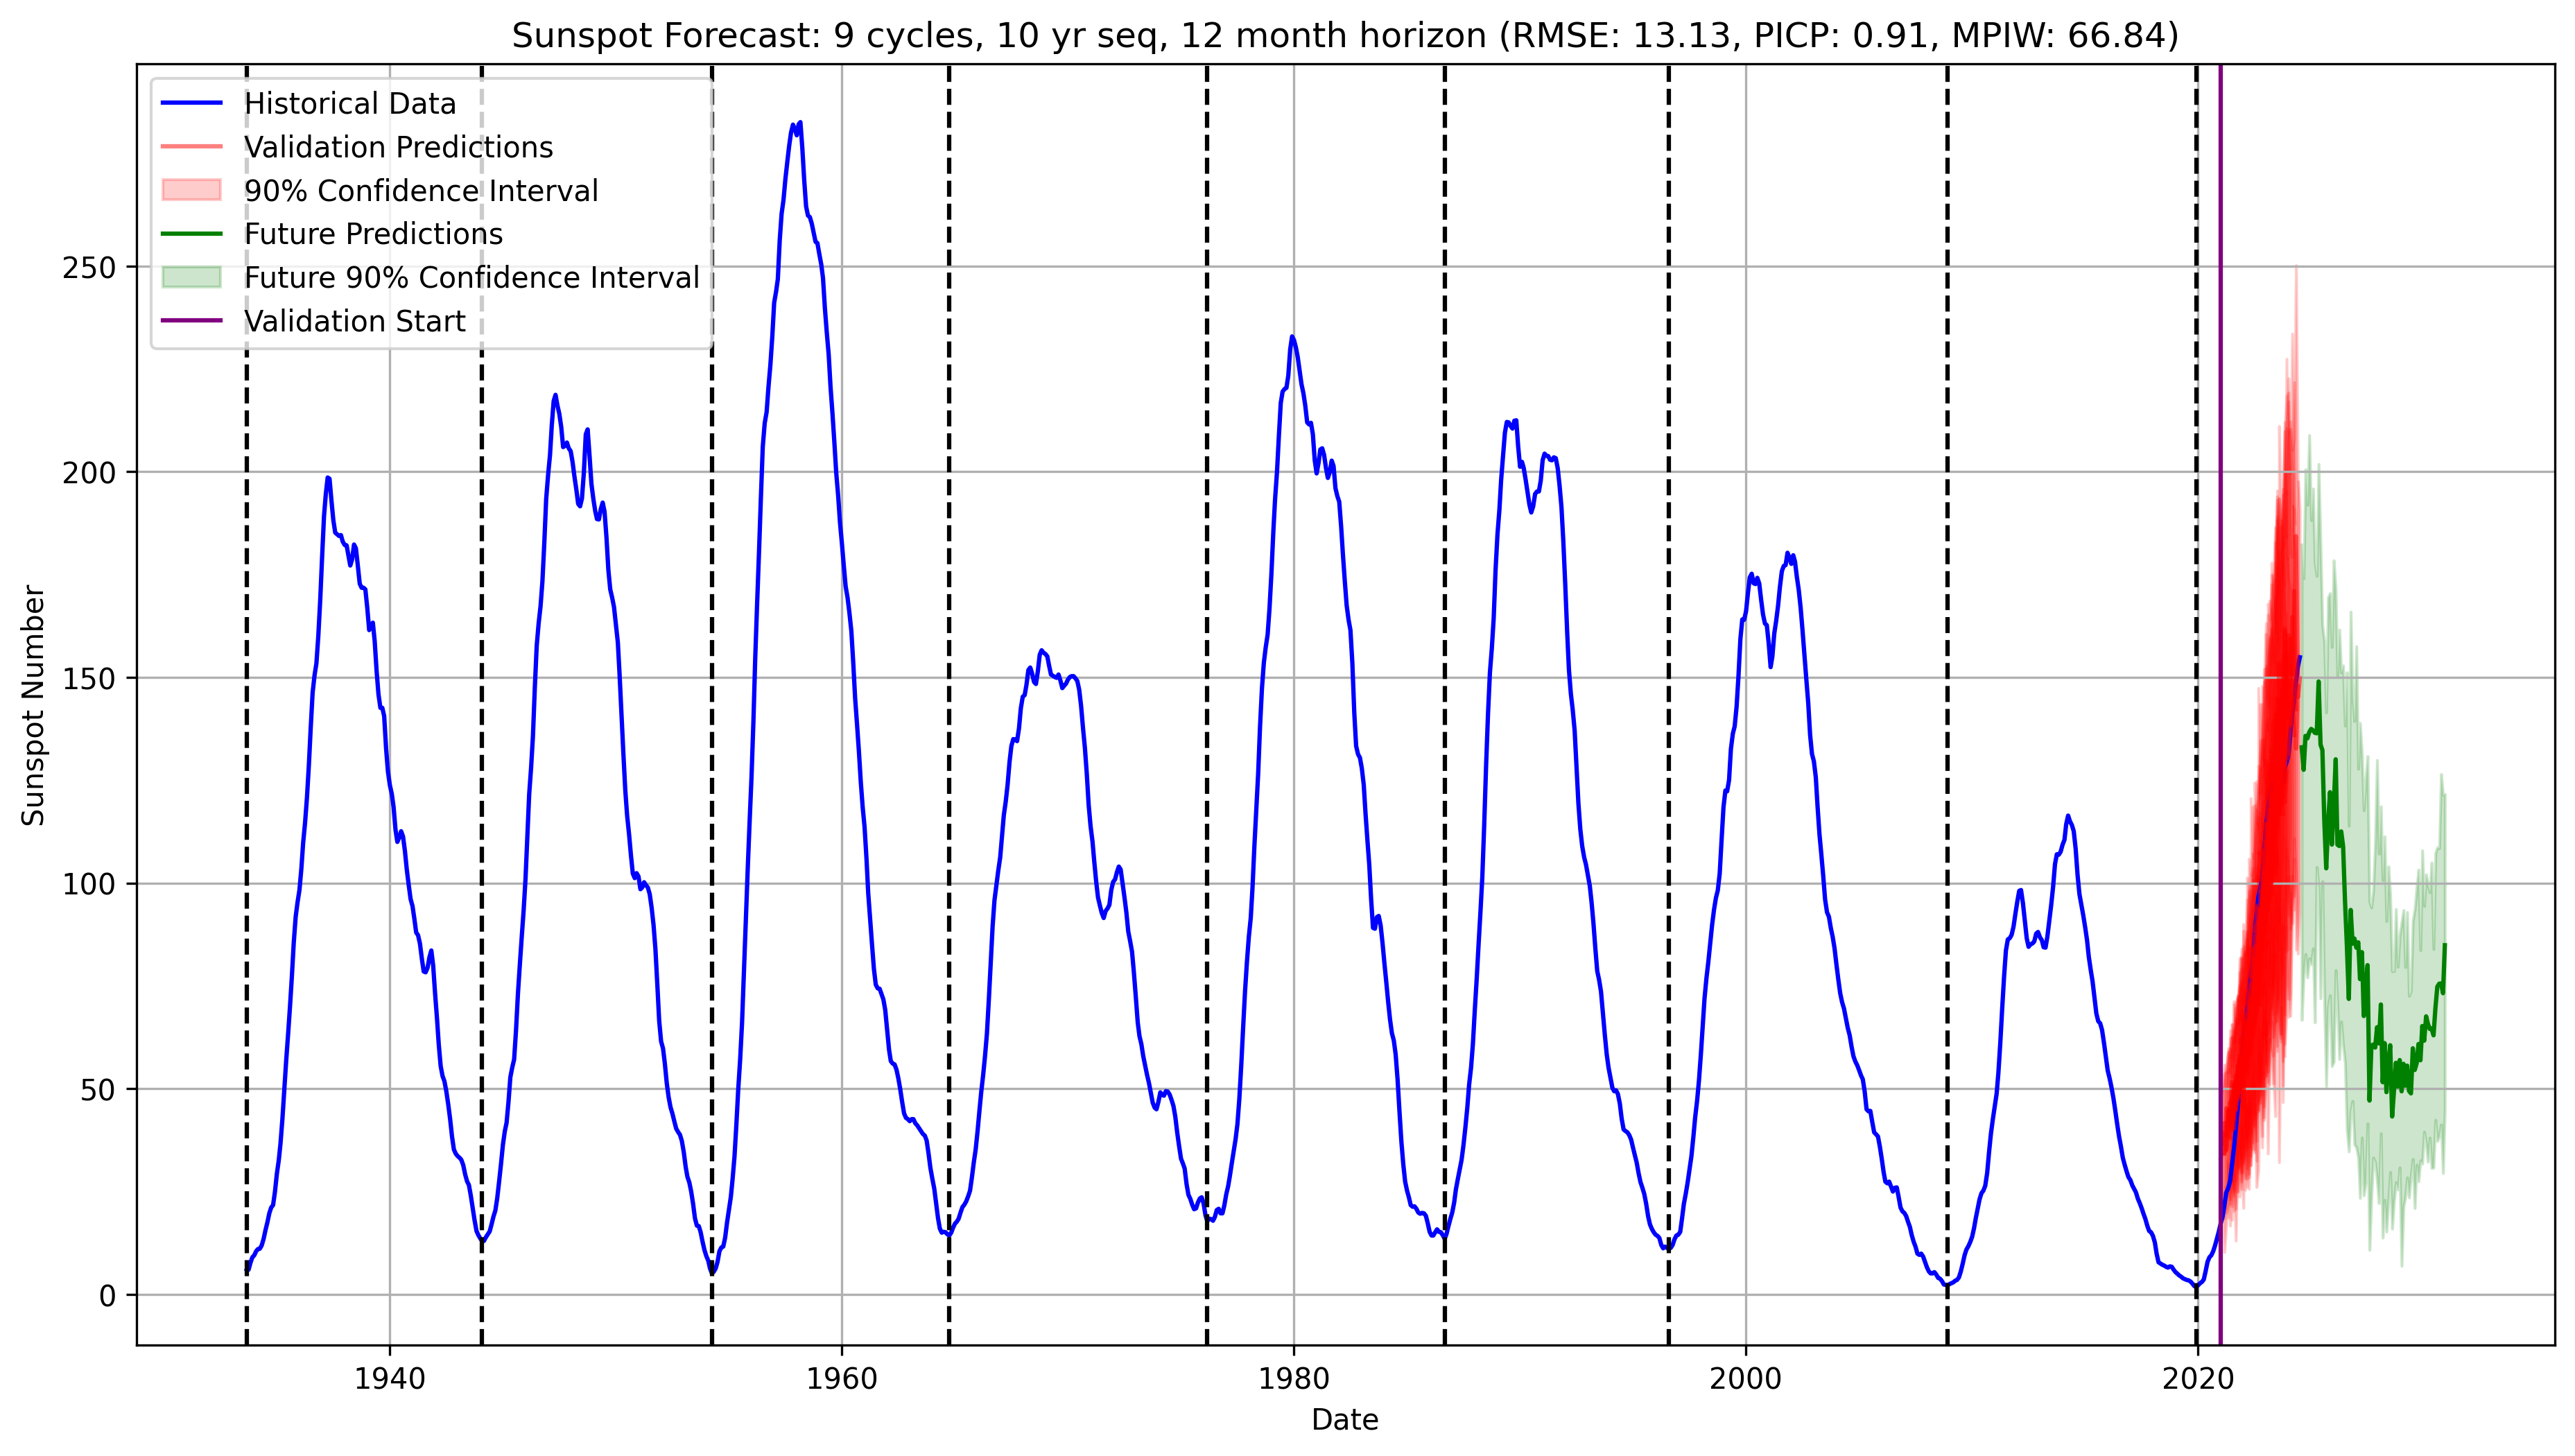 Sunspot Forecast: 9 cycles, 10 yr seq, 12 month horizon (RMSE: 13.13, PICP: 0.91, MPIW: 66.84)
Historical Data
Validation Predictions
90% Confidence Interval
Future Predictions
Future 90% Confidence Interval
Validation Start
Sunspot Number
250
200
150
100
50
0
1940
1960
1980
2000
2020
Date